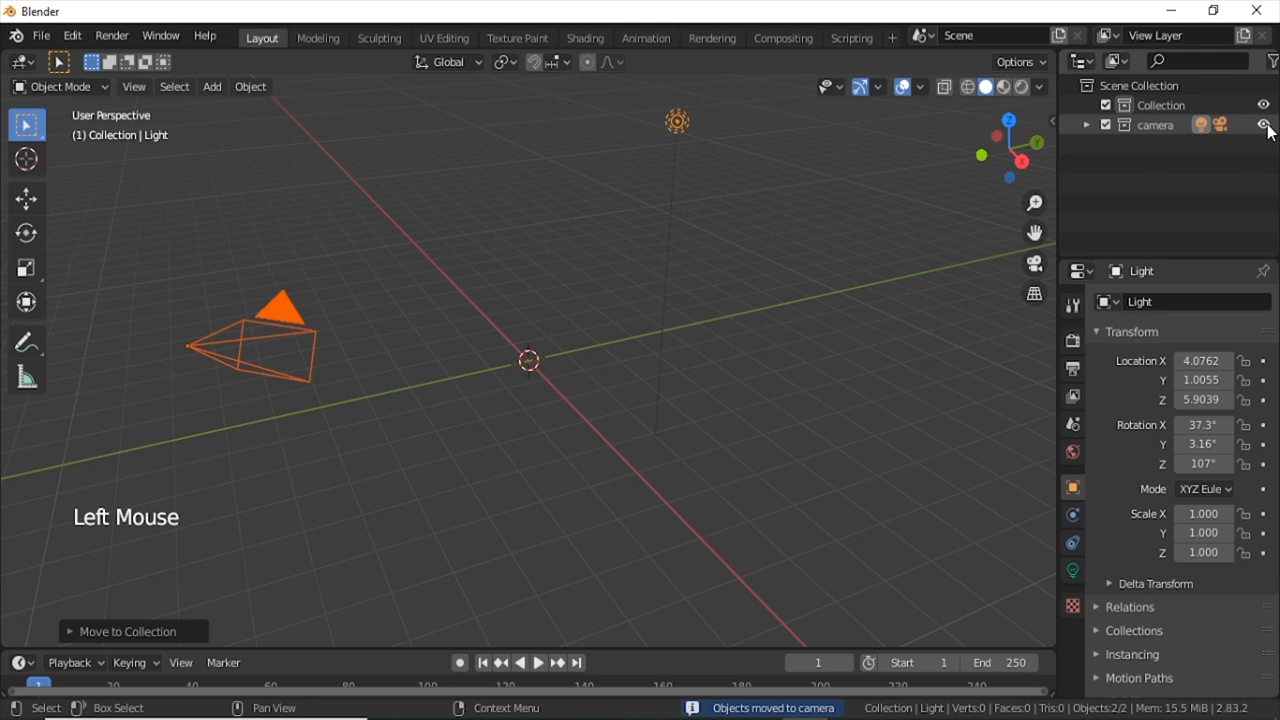 Blender
File Edit Render Window Help Layout Modeling Sculpting UV Editing Texture Paint Shading Animation Rendering Compositing Scripting + Scene View Layer
Global Options
Object Mode View Select Add Object
Scene Collection
Collection
camera
User Perspective
(1) Collection | Light
Z
Y
X
Light
Light
Transform
Location X 4.0762
Y 1.0055
Z 5.9039
Rotation X 37.3°
Y 3.16°
Z 107°
Mode XYZ Eule
Scale X 1.000
Y 1.000
Z 1.000
Delta Transform
Relations
Collections
Instancing
Motion Paths
Left Mouse
Move to Collection
Playback Keying View Marker 1 Start 1 End 250
1 20 40 60 80 100 120 140 160 180 200 220 240
Select Box Select Pan View Context Menu Objects moved to camera Collection | Light | Verts:0 | Faces:0 | Tris:0 | Objects:2/2 | Mem: 15.5 MiB | 2.83.2